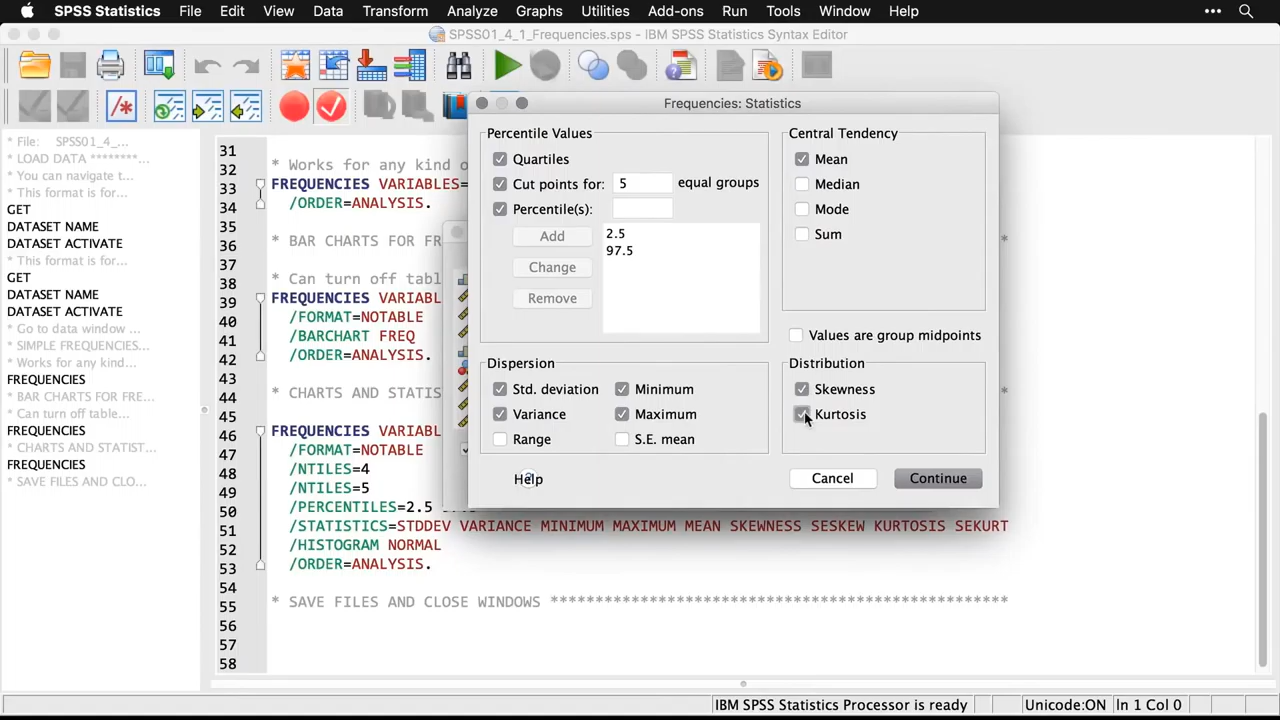 SPSS Statistics File Edit View Data Transform Analyze Graphs Utilities Add-ons Run Tools Window Help
SPSS01_4_1_Frequencies.sps - IBM SPSS Statistics Syntax Editor
Frequencies: Statistics
* File: SPSS01_4_...
* LOAD DATA ********...
* You can navigate t...
* This format is for...
GET
DATASET NAME
DATASET ACTIVATE
* This format is for...
GET
DATASET NAME
DATASET ACTIVATE
* Go to data window ...
* SIMPLE FREQUENCIES...
* Works for any kind...
FREQUENCIES
* BAR CHARTS FOR FRE...
* Can turn off table...
FREQUENCIES
* CHARTS AND STATIST...
FREQUENCIES
* SAVE FILES AND CLO...
31
32 * Works for any kind o
33 FREQUENCIES VARIABLES=
34 /ORDER=ANALYSIS.
35
36 * BAR CHARTS FOR FR *
37
38 * Can turn off tabl
39 FREQUENCIES VARIABL
40 /FORMAT=NOTABLE
41 /BARCHART FREQ
42 /ORDER=ANALYSIS.
43
44 * CHARTS AND STATIS *
45
46 FREQUENCIES VARIABL
47 /FORMAT=NOTABLE
48 /NTILES=4
49 /NTILES=5
50 /PERCENTILES=2.5
51 /STATISTICS=STDDEV VARIANCE MINIMUM MAXIMUM MEAN SKEWNESS SESKEW KURTOSIS SEKURT
52 /HISTOGRAM NORMAL
53 /ORDER=ANALYSIS.
54
55 * SAVE FILES AND CLOSE WINDOWS ***************************************************
56
57
58
Percentile Values
Quartiles
Cut points for: 5 equal groups
Percentile(s):
Add
Change
Remove
2.5
97.5
Central Tendency
Mean
Median
Mode
Sum
Values are group midpoints
Dispersion
Std. deviation Minimum
Variance Maximum
Range S.E. mean
Distribution
Skewness
Kurtosis
Help
Cancel Continue
IBM SPSS Statistics Processor is ready Unicode:ON In 1 Col 0